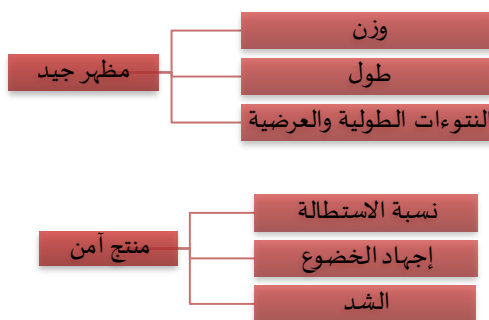 مظهر جيد
وزن
طول
النتوءات الطولية والعرضية
منتج آمن
نسبة الاستطالة
إجهاد الخضوع
الشد